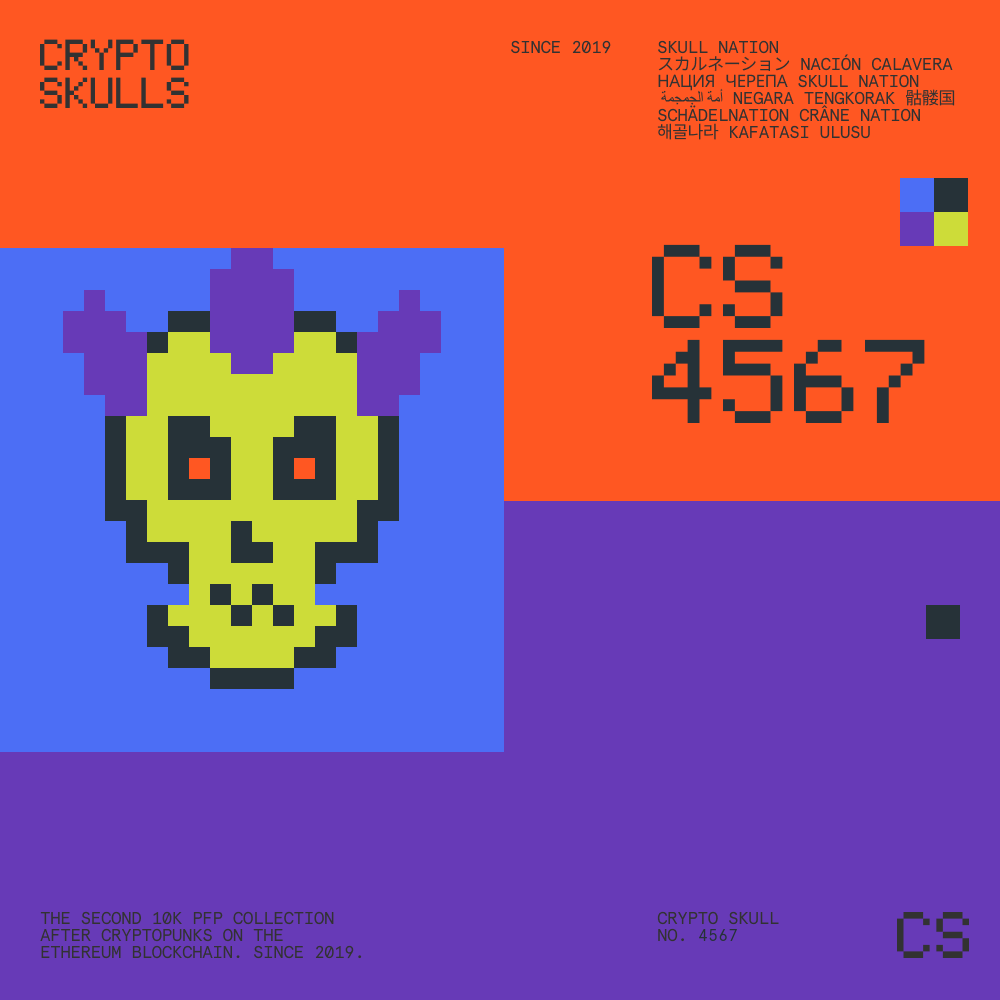 CRYPTO
SKULLS
SINCE 2019
SKULL NATION
スカルネーション NACIÓN CALAVERA
НАЦИЯ ЧЕРЕПА SKULL NATION
أمة الجمجمة NEGARA TENGKORAK 骷髅国
SCHÄDELNATION CRÂNE NATION
해골나라 KAFATASI ULUSU
CS
4567
THE SECOND 10K PFP COLLECTION
AFTER CRYPTOPUNKS ON THE
ETHEREUM BLOCKCHAIN. SINCE 2019.
CRYPTO SKULL
NO. 4567
CS